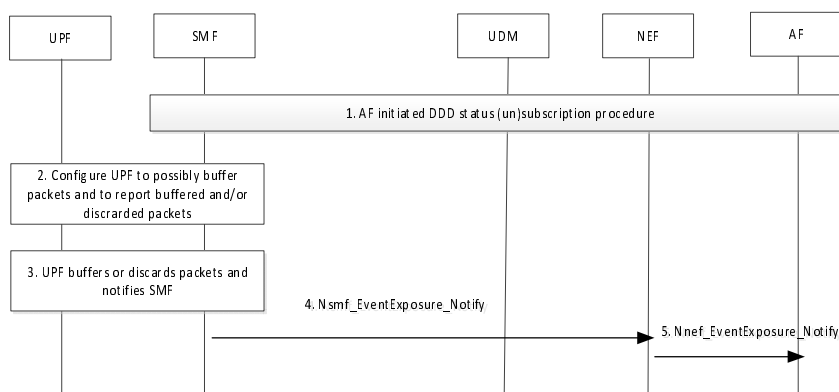 UPF
SMF
UDM
NEF
AF
1. AF initiated DDD status (un)subscription procedure
2. Configure UPF to possibly buffer
packets and to report buffered and/or
discrarded packets
3. UPF buffers or discards packets and
notifies SMF
4. Nsmf_EventExposure_Notify
5. Nnef_EventExposure_Notify